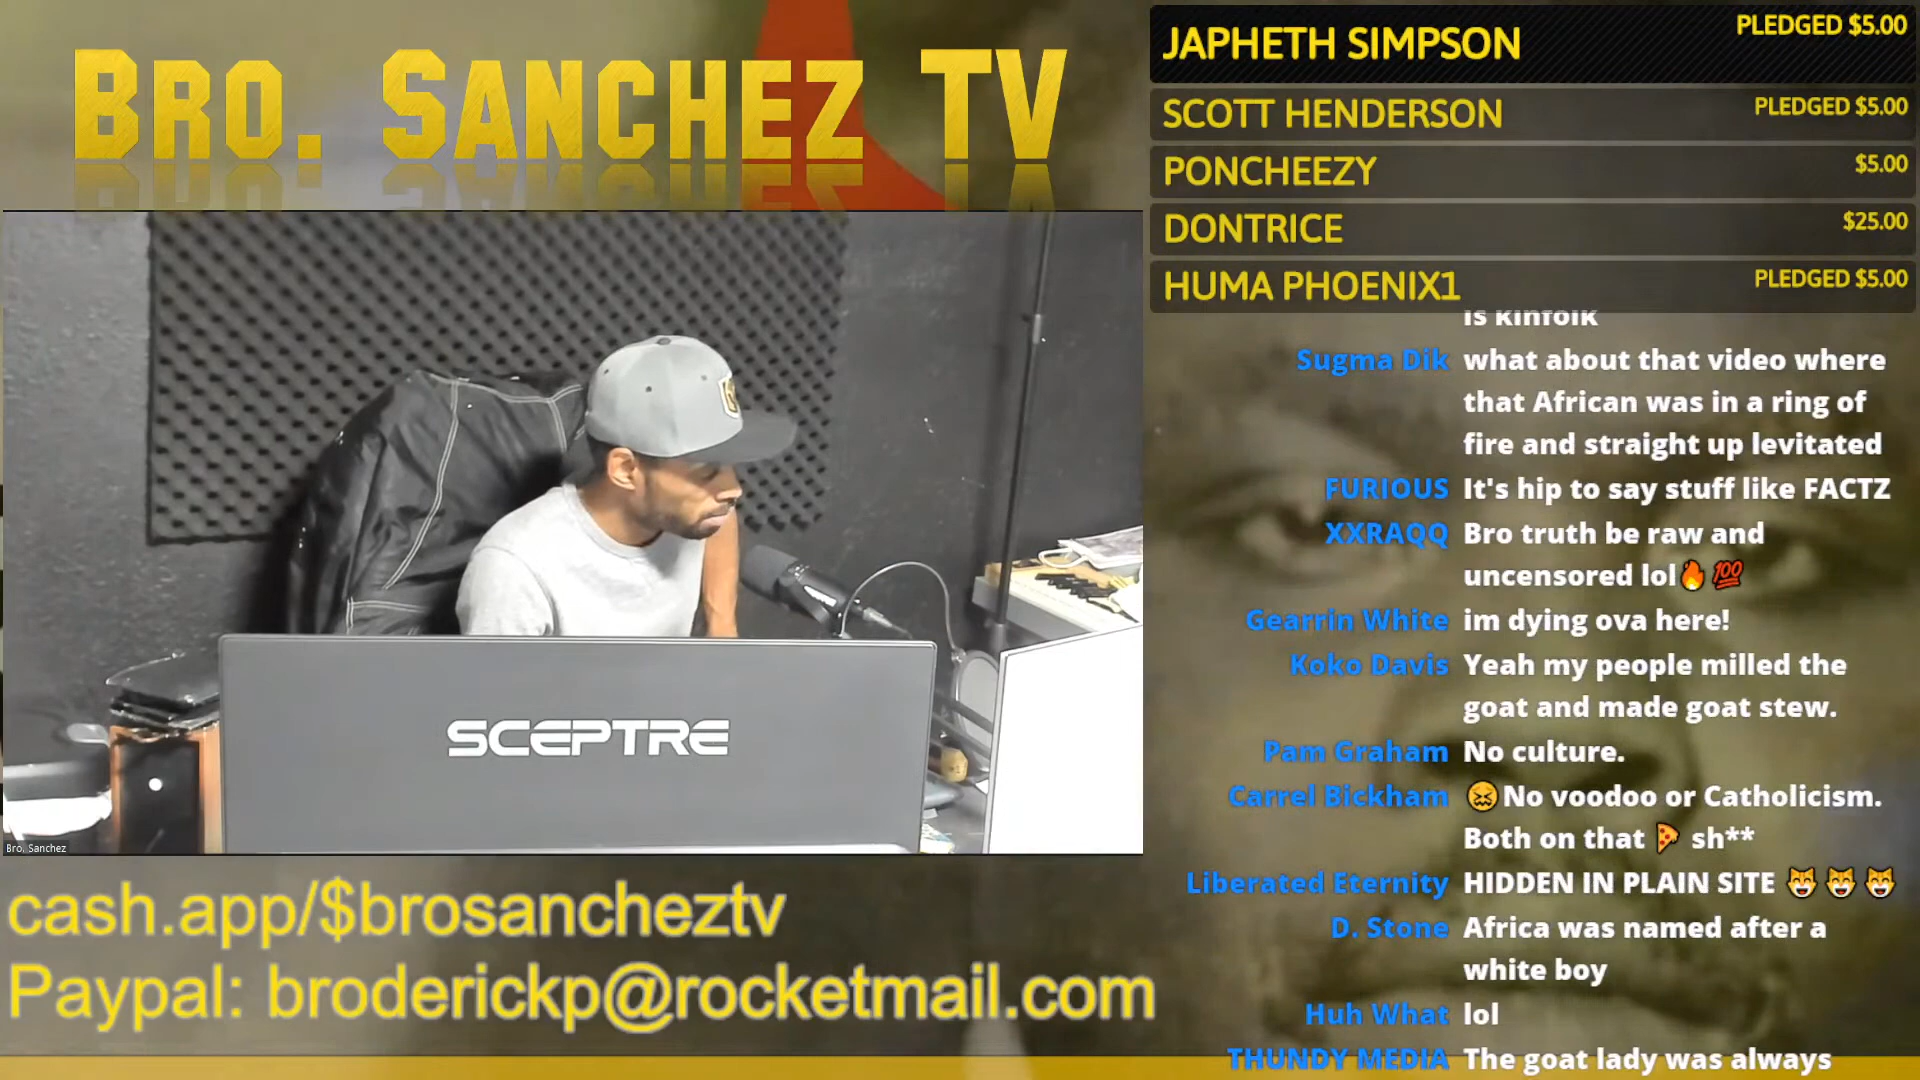 BRO. SANCHEZ TV
JAPHETH SIMPSON PLEDGED $5.00
SCOTT HENDERSON PLEDGED $5.00
PONCHEEZY $5.00
DONTRICE $25.00
HUMA PHOENIX1 PLEDGED $5.00
is kinfolk
Sugma Dik what about that video where
that African was in a ring of
fire and straight up levitated
FURIOUS It's hip to say stuff like FACTZ
XXRAQQ Bro truth be raw and
uncensored lol🔥💯
Gearrin White im dying ova here!
Koko Davis Yeah my people milled the
goat and made goat stew.
Pam Graham No culture.
Carrel Bickham 😖No voodoo or Catholicism.
Both on that 🍕 sh**
Liberated Eternity HIDDEN IN PLAIN SITE 😸😸😸
D. Stone Africa was named after a
white boy
Huh What lol
THUNDY MEDIA The goat lady was always
SCEPTRE
Bro. Sanchez
cash.app/$brosancheztv
Paypal: broderickp@rocketmail.com